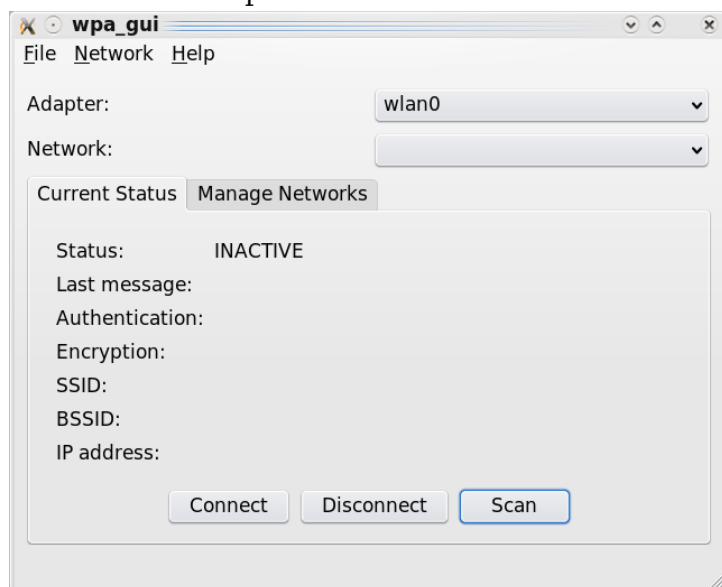 wpa_gui
File Network Help
Adapter: wlan0
Network:
Current Status Manage Networks
Status: INACTIVE
Last message:
Authentication:
Encryption:
SSID:
BSSID:
IP address:
Connect Disconnect Scan